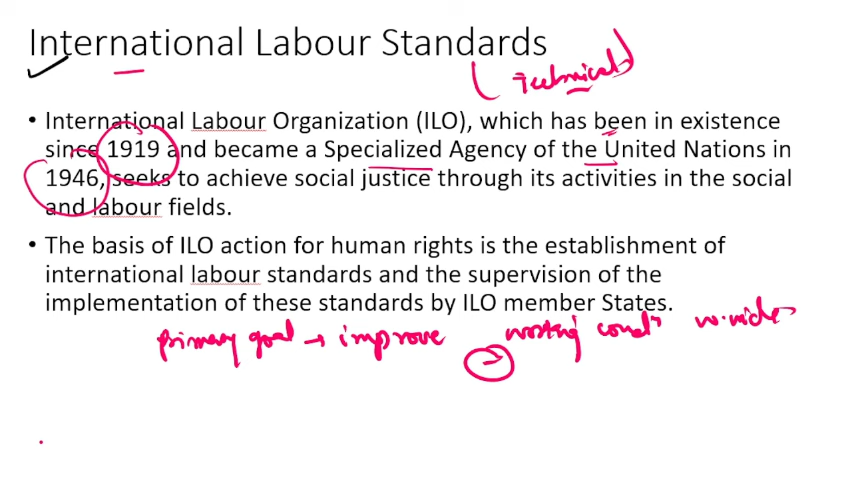 International Labour Standards
(Technical)
• International Labour Organization (ILO), which has been in existence
since 1919 and became a Specialized Agency of the United Nations in
1946, seeks to achieve social justice through its activities in the social
and labour fields.
• The basis of ILO action for human rights is the establishment of
international labour standards and the supervision of the
implementation of these standards by ILO member States.
primary goal → improve working condⁿ w.wide